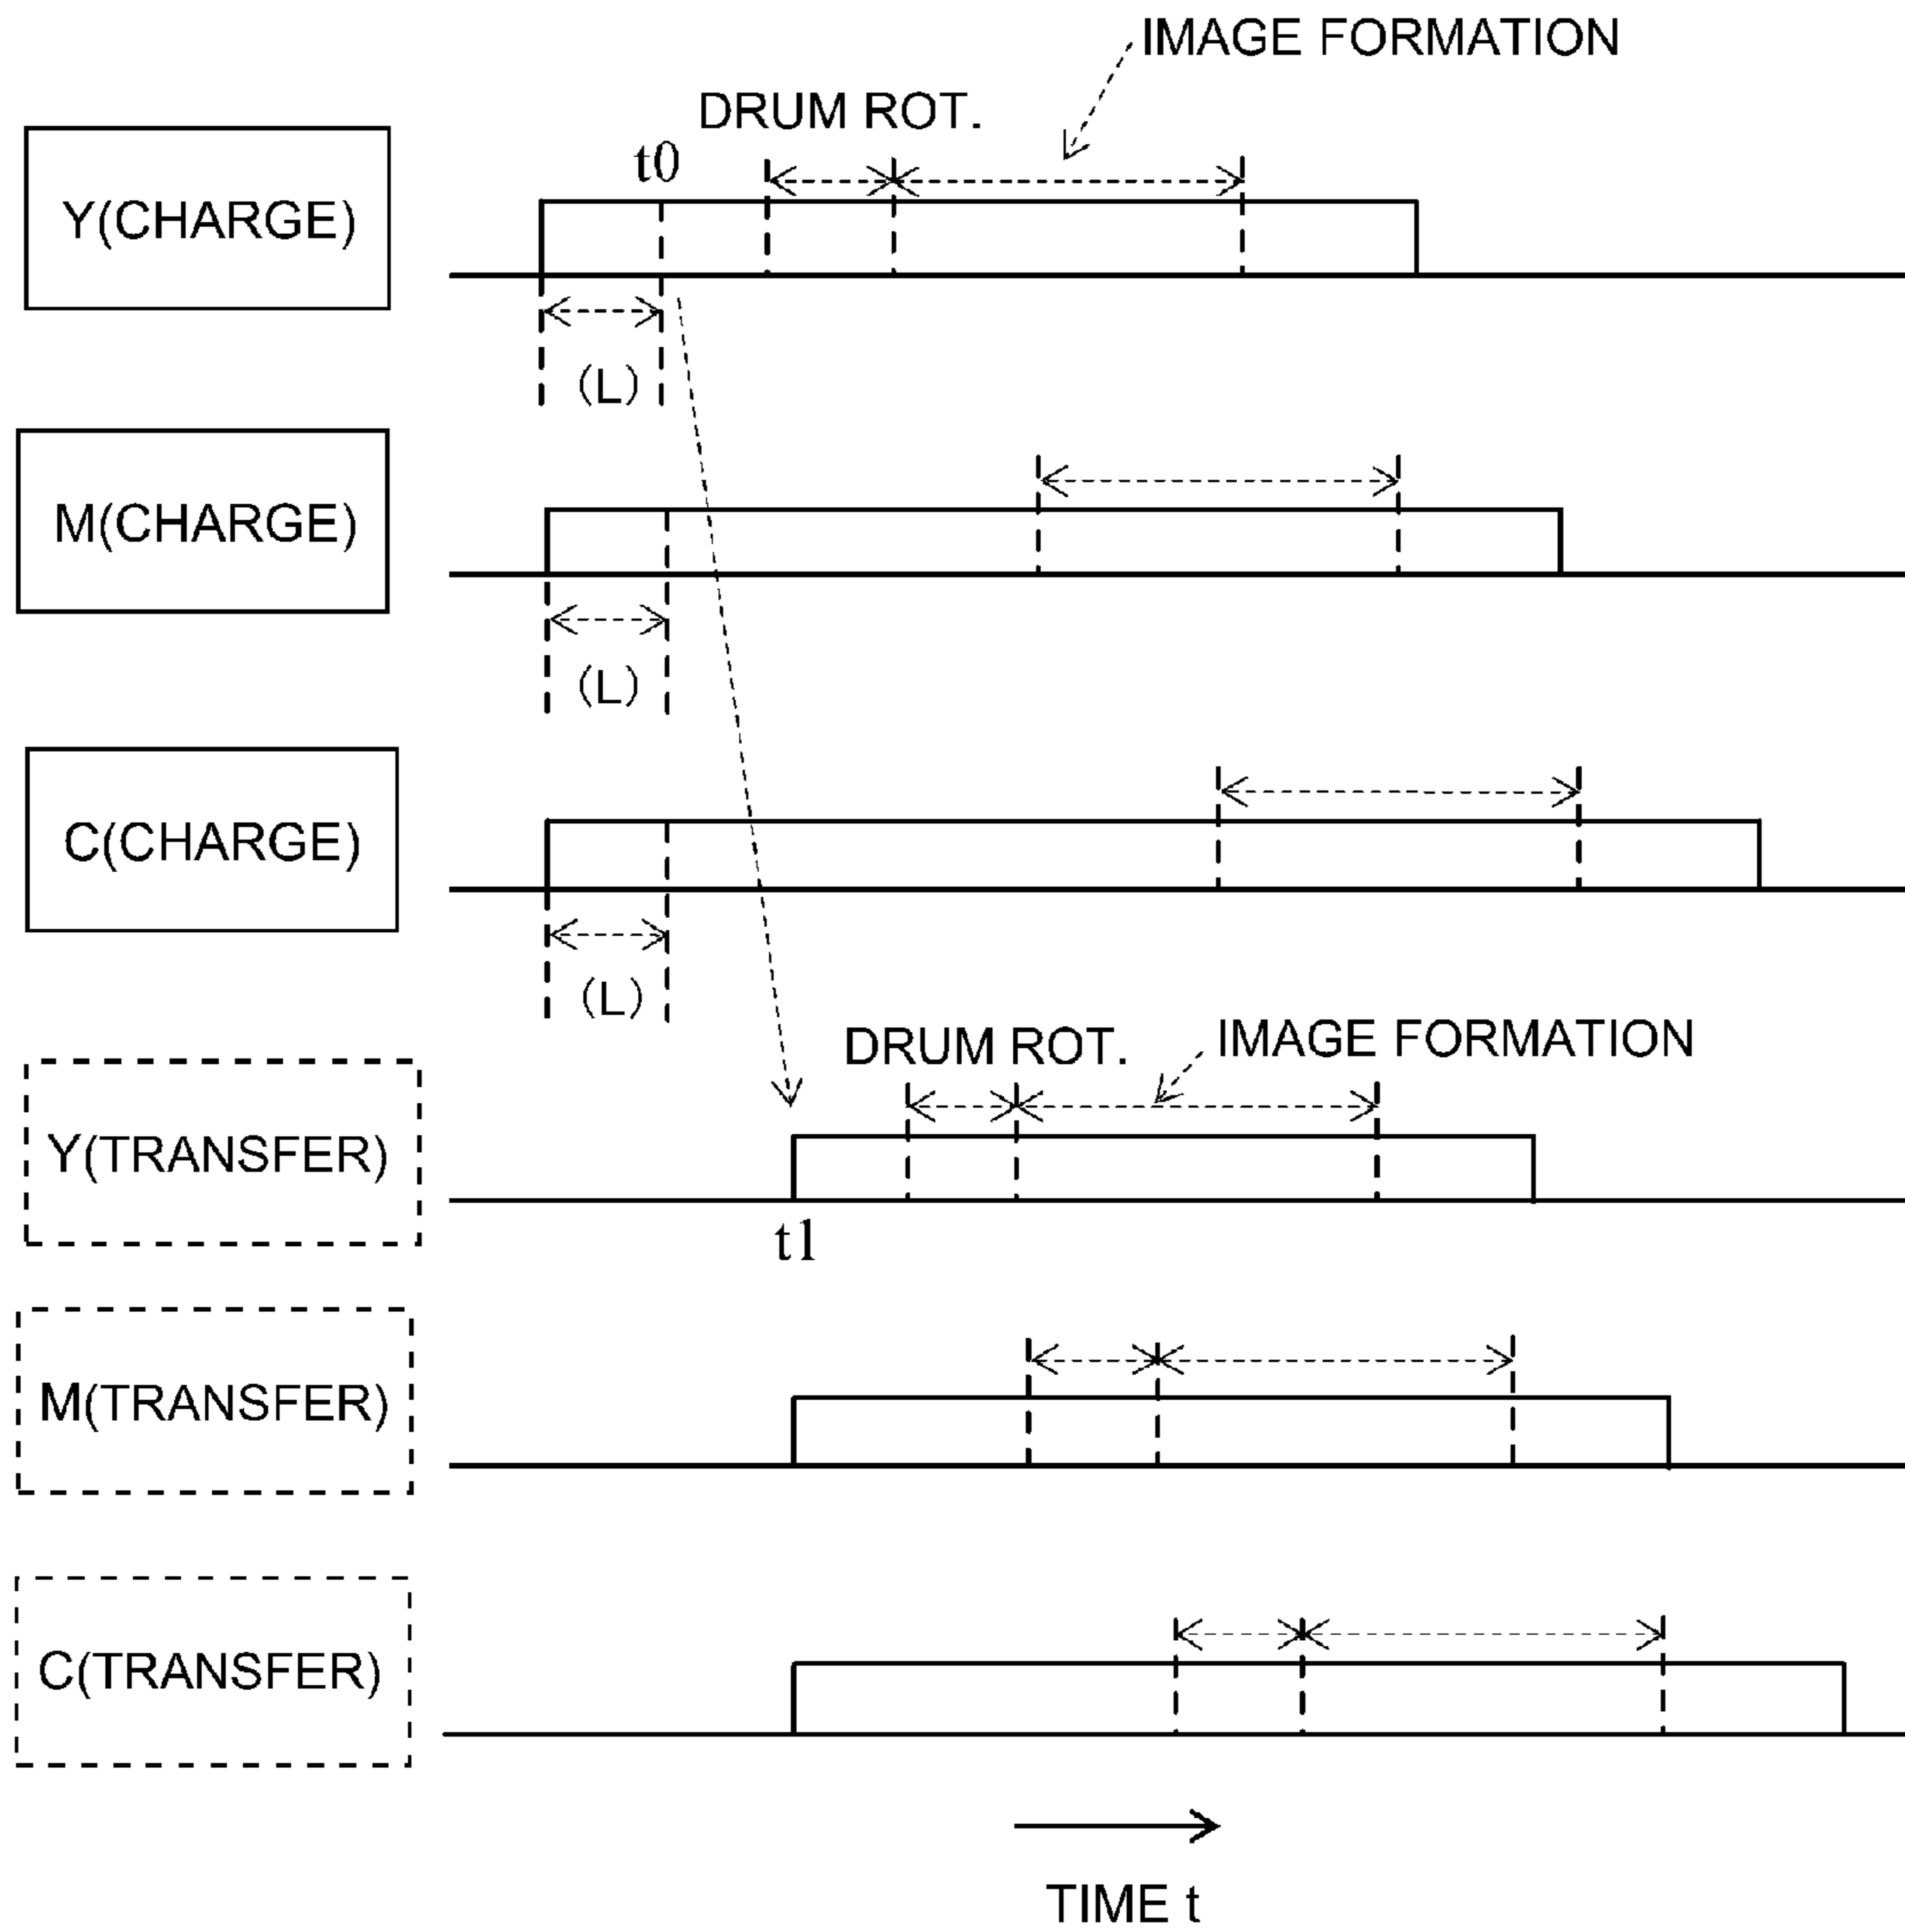 IMAGE FORMATION
DRUM ROT.
t0
Y(CHARGE)
(L)
M(CHARGE)
(L)
C(CHARGE)
(L)
DRUM ROT.
IMAGE FORMATION
Y(TRANSFER)
t1
M(TRANSFER)
C(TRANSFER)
TIME t